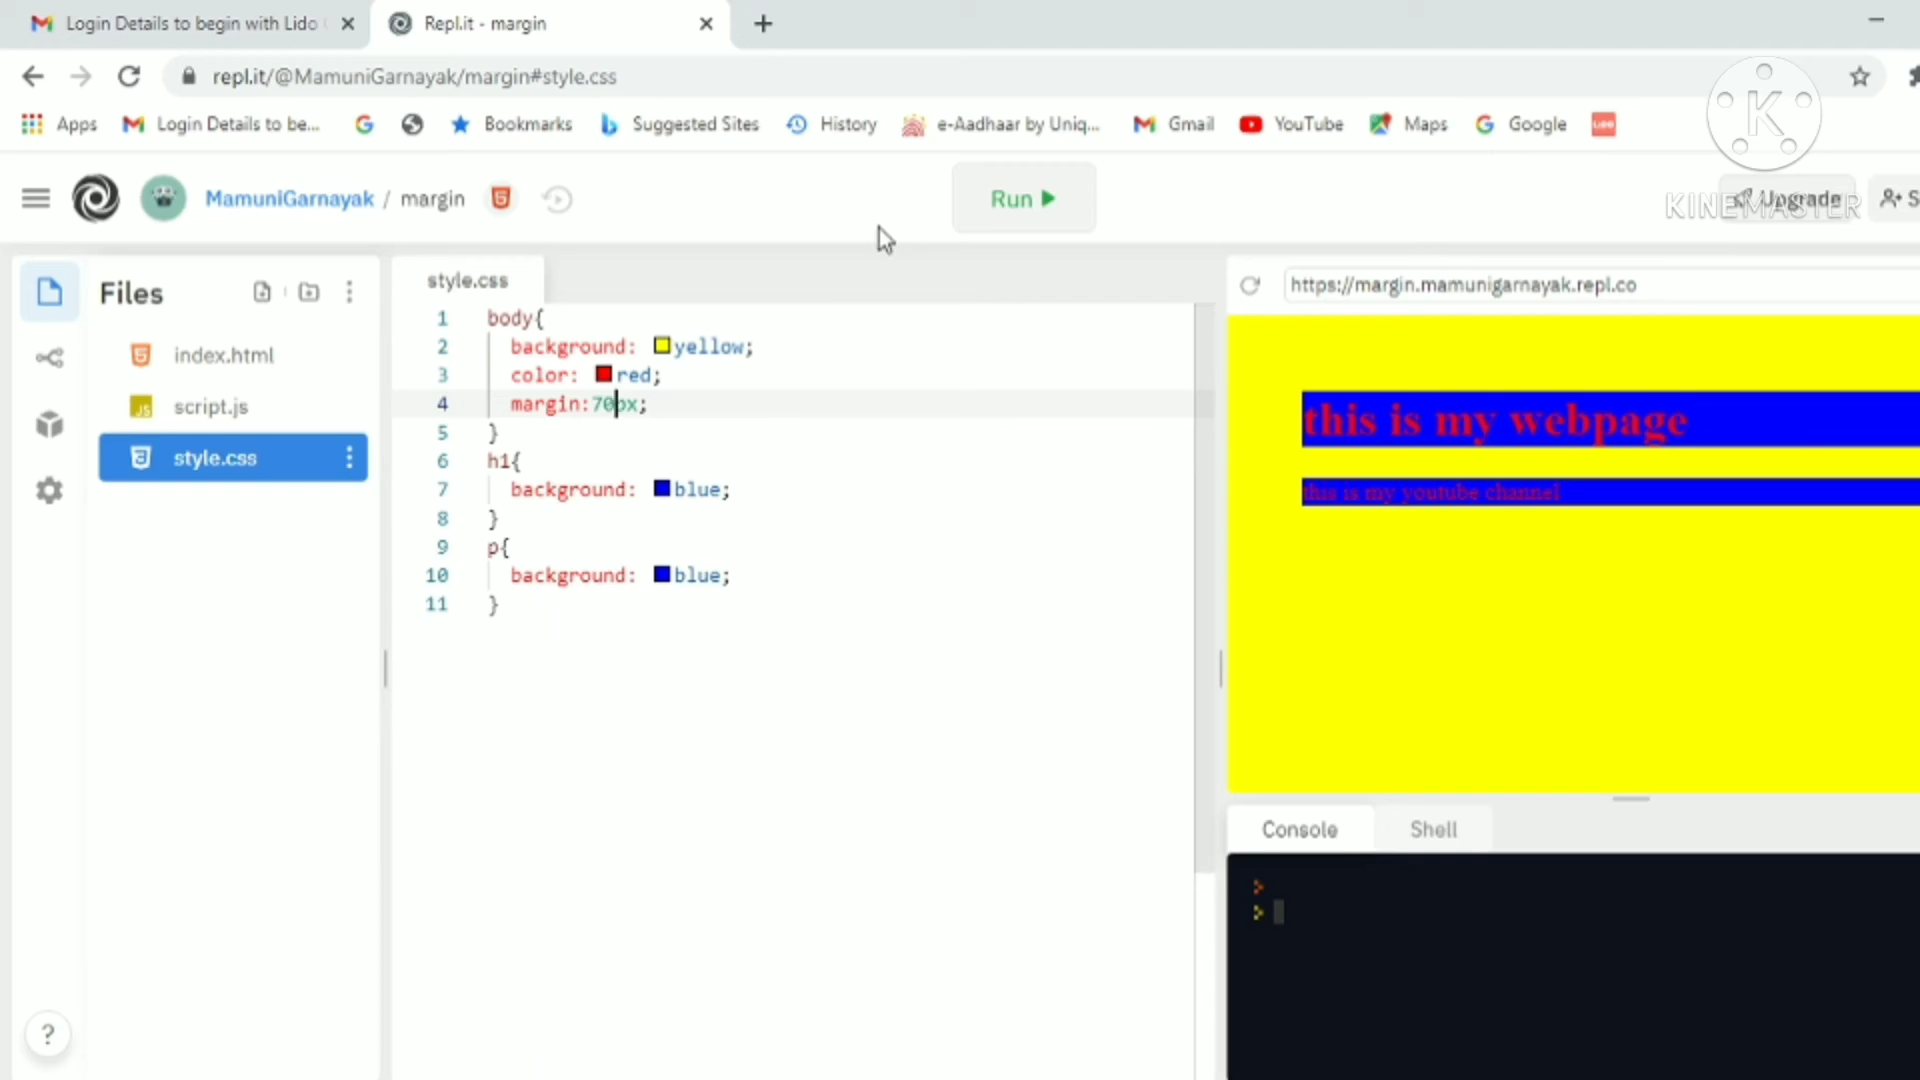 Login Details to begin with Lido
Repl.it - margin
repl.it/@MamuniGarnayak/margin#style.css
Apps
Login Details to be...
Bookmarks
Suggested Sites
History
e-Aadhaar by Uniq...
Gmail
YouTube
Maps
Google
LIDO
K
KINEMASTER
MamuniGarnayak / margin
Run
Upgrade
S
Files
index.html
script.js
style.css
style.css
1 body{
2 background: yellow;
3 color: red;
4 margin:70px;
5 }
6 h1{
7 background: blue;
8 }
9 p{
10 background: blue;
11 }
https://margin.mamunigarnayak.repl.co
this is my webpage
this is my youtube channel
Console
Shell
>
>
?